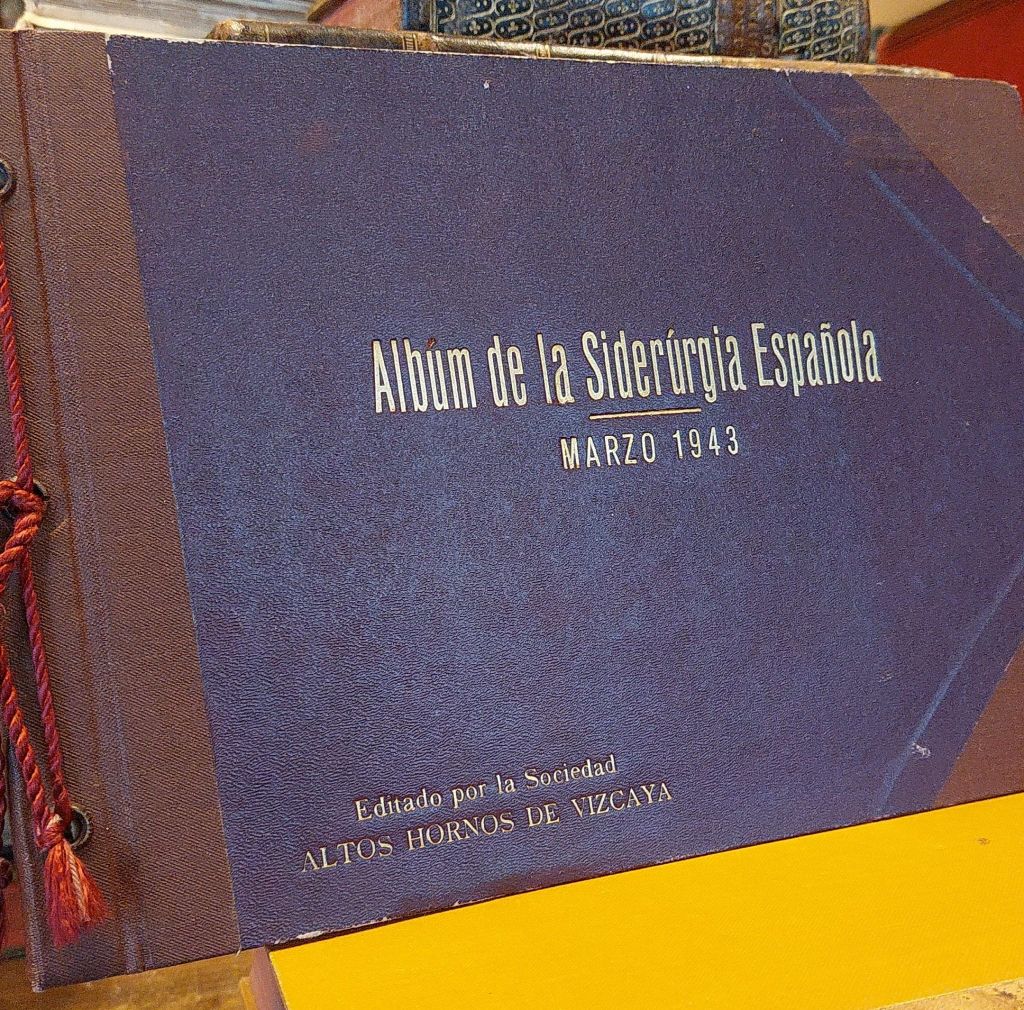 Albúm de la Siderúrgia Española
MARZO 1943
Editado por la Sociedad
ALTOS HORNOS DE VIZCAYA